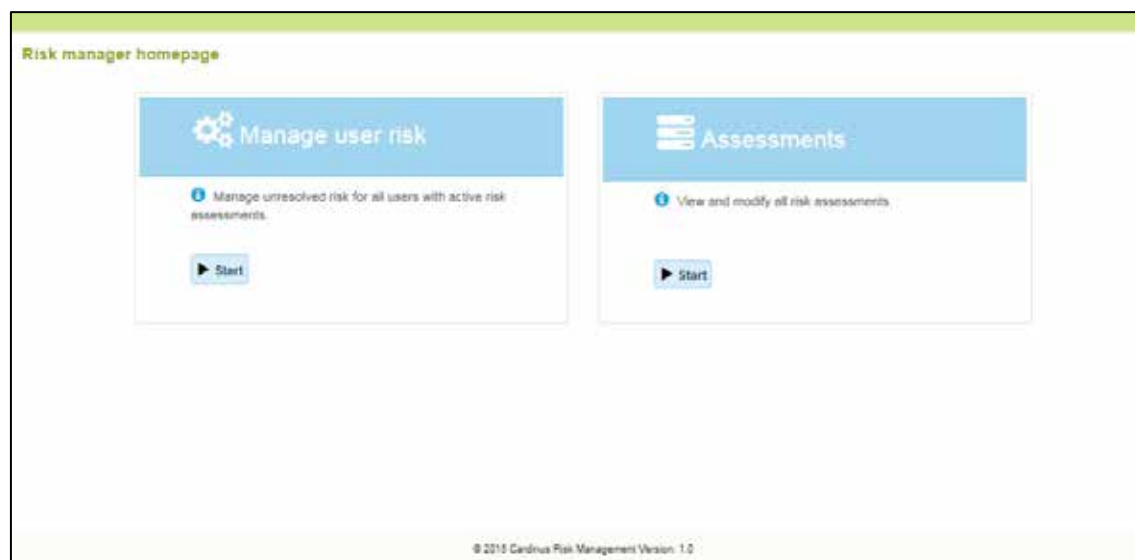 Risk manager homepage
Manage user risk
Manage unresolved risk for all users with active risk
assessments.
Start
Assessments
View and modify all risk assessments
Start
© 2015 Cardinus Risk Management Version 1.0